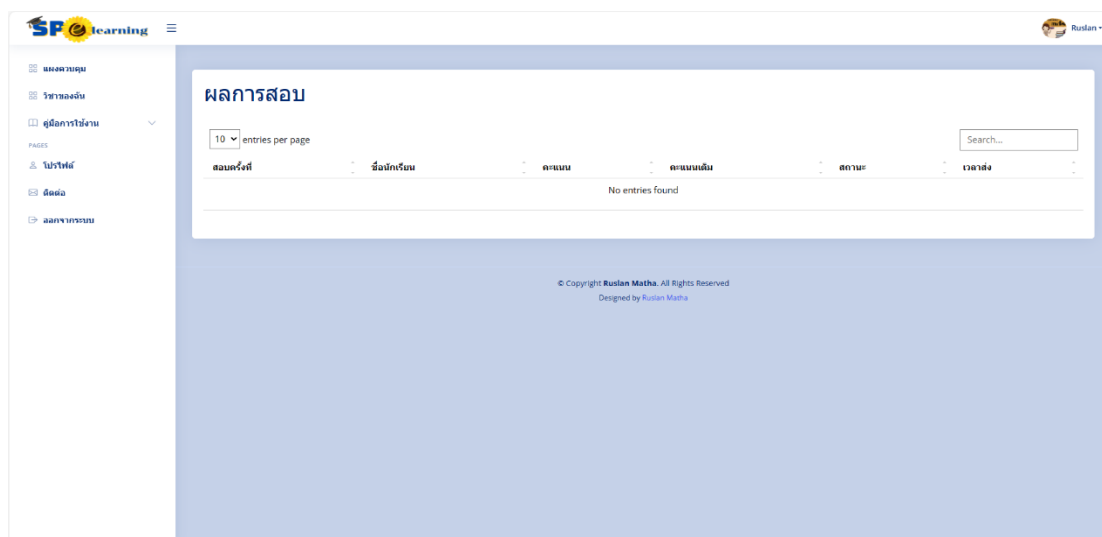 SP e learning
Ruslan
แผงควบคุม
วิชาของฉัน
คู่มือการใช้งาน
PAGES
โปรไฟล์
ติดต่อ
ออกจากระบบ
ผลการสอบ
10 entries per page
Search...
สอบครั้งที่ ชื่อนักเรียน คะแนน คะแนนเต็ม สถานะ เวลาส่ง
No entries found
© Copyright Ruslan Matha. All Rights Reserved
Designed by Ruslan Matha